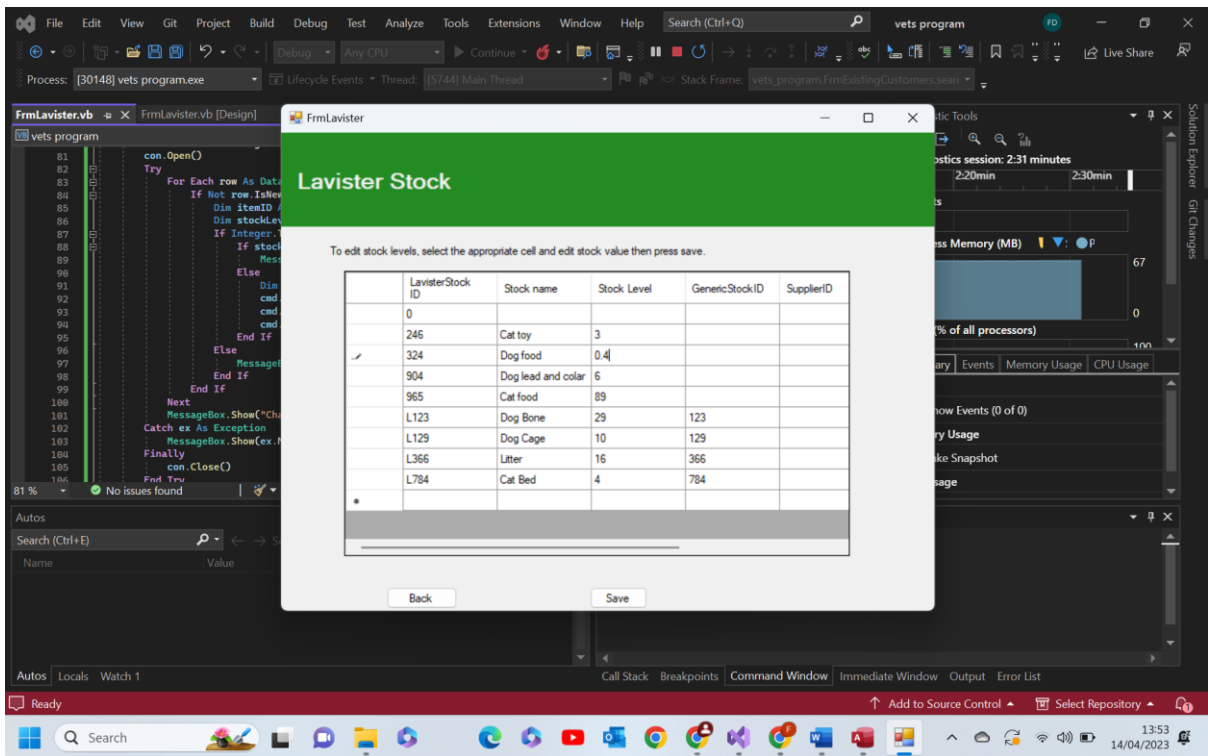 File Edit View Git Project Build Debug Test Analyze Tools Extensions Window Help Search (Ctrl+Q) vets program FD
Debug Any CPU Continue Live Share
Process: [30148] vets program.exe Lifecycle Events Thread: [5744] Main Thread Stack Frame: vets_program.FrmExistingCustomers.sean
FrmLavister.vb FrmLavister.vb [Design]
vets program
81 con.Open()
82 Try
83 For Each row As Data
84 If Not row.IsNew
85 Dim itemID A
86 Dim stockLev
87 If Integer.
88 If stock
89 Mess
90 Else
91 Dim
92 cmd.
93 cmd.
94 cmd.
95 End If
96 Else
97 Message
98 End If
99 End If
100 Next
101 MessageBox.Show("Cha
102 Catch ex As Exception
103 MessageBox.Show(ex.M
104 Finally
105 con.Close()
106 End Try
81 % No issues found
FrmLavister
Lavister Stock
To edit stock levels, select the appropriate cell and edit stock value then press save.
LavisterStock ID Stock name Stock Level GenericStockID SupplierID
0
246 Cat toy 3
324 Dog food 0.4
904 Dog lead and colar 6
965 Cat food 89
L123 Dog Bone 29 123
L129 Dog Cage 10 129
L366 Litter 16 366
L784 Cat Bed 4 784
Back Save
stic Tools
ostics session: 2:31 minutes
2:20min 2:30min
ts
ess Memory (MB) P
67
0
(% of all processors)
100
ary Events Memory Usage CPU Usage
how Events (0 of 0)
ry Usage
ke Snapshot
sage
Solution Explorer
Git Changes
Autos
Search (Ctrl+E)
Name Value
Autos Locals Watch 1
Call Stack Breakpoints Command Window Immediate Window Output Error List
Ready Add to Source Control Select Repository
Search
13:53
14/04/2023